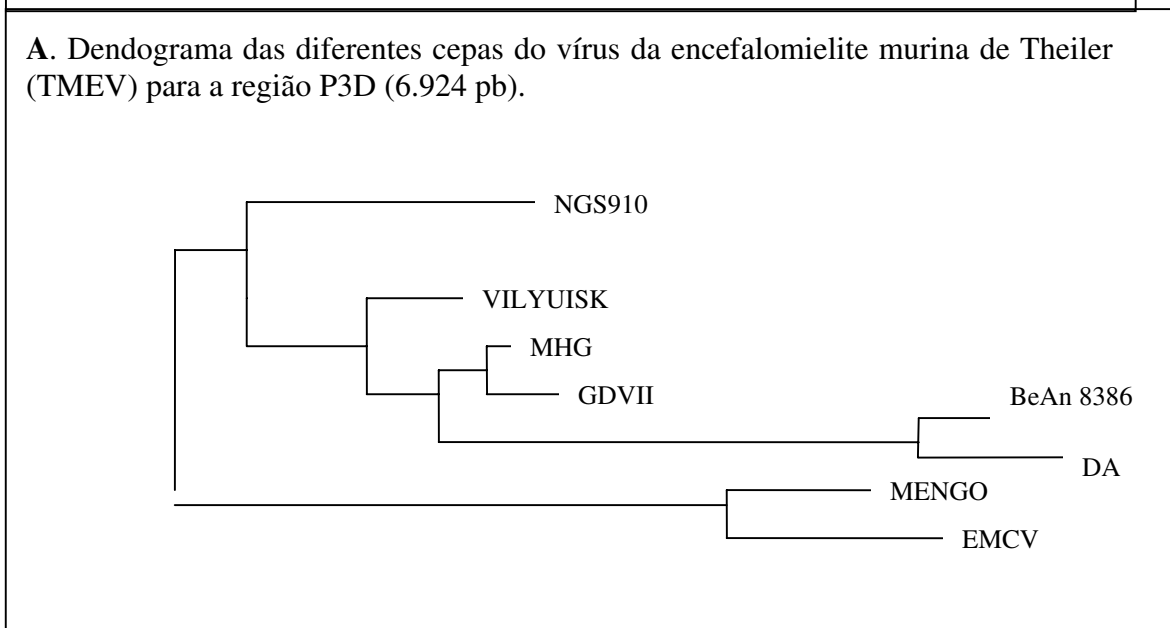 A. Dendograma das diferentes cepas do vírus da encefalomielite murina de Theiler
(TMEV) para a região P3D (6.924 pb).
NGS910
VILYUISK
MHG
GDVII
BeAn 8386
DA
MENGO
EMCV